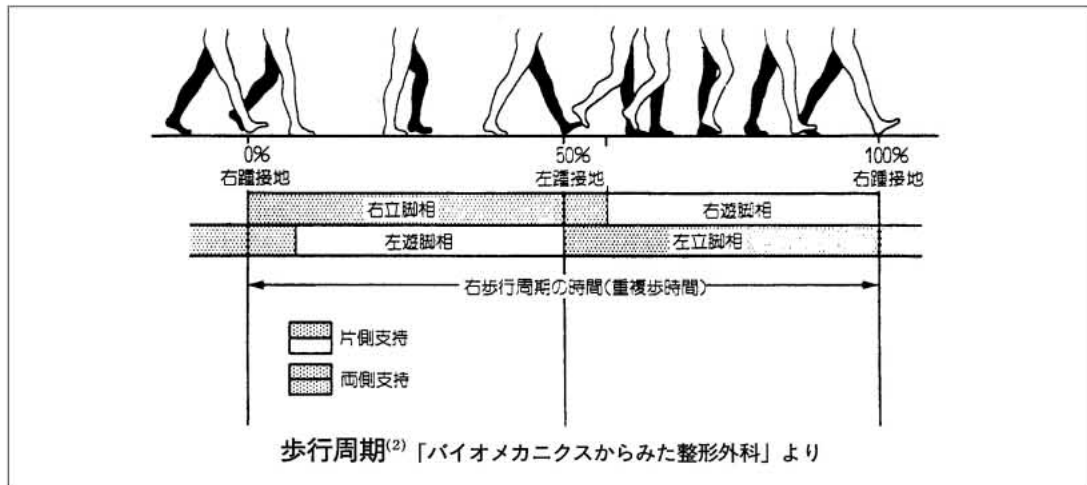 0% 50% 100%
右踵接地 左踵接地 右踵接地
右立脚相 右遊脚相
左遊脚相 左立脚相
右歩行周期の時間(重複歩時間)
片側支持
両側支持
歩行周期(2)「バイオメカニクスからみた整形外科」より